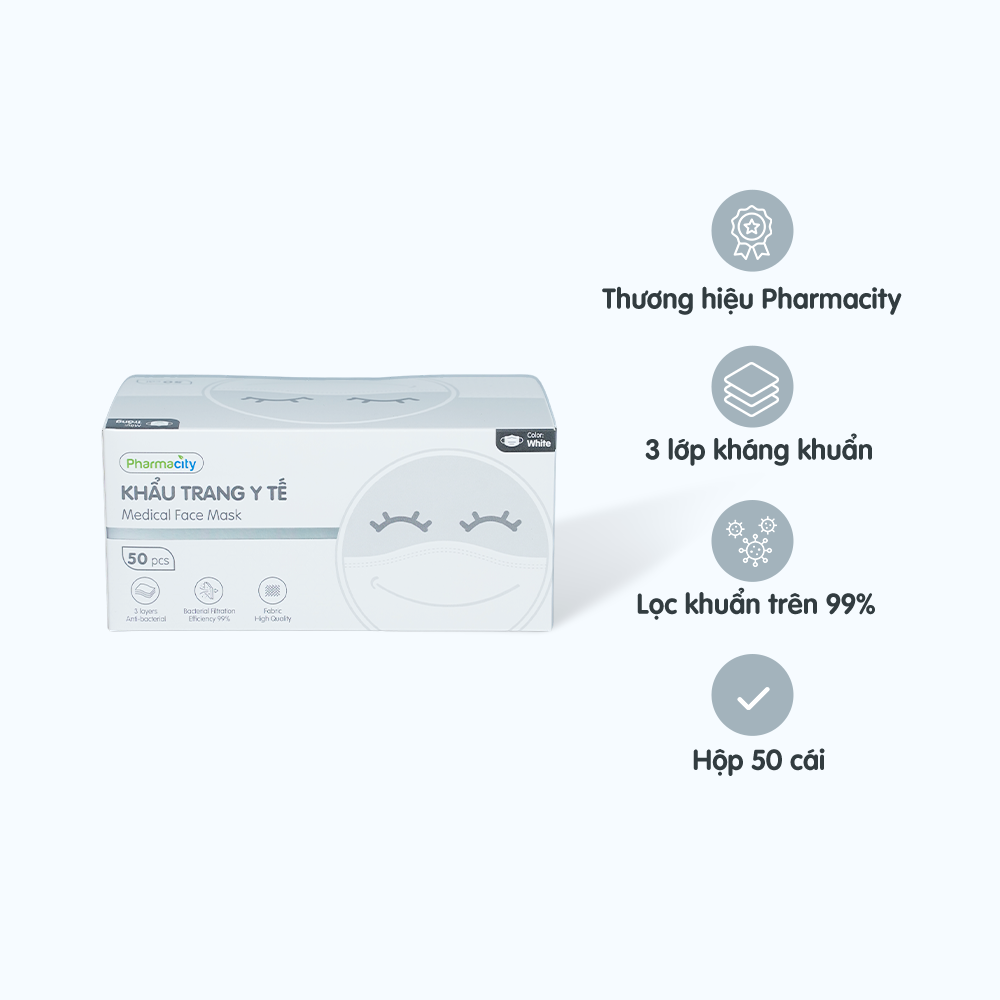 Pharmacity
KHẨU TRANG Y TẾ
Medical Face Mask
50 pcs
3 layers
Anti-bacterial
Bacterial Filtration
Efficiency 99%
Fabric
High Quality
Color:
White
Thương hiệu Pharmacity
3 lớp kháng khuẩn
Lọc khuẩn trên 99%
Hộp 50 cái